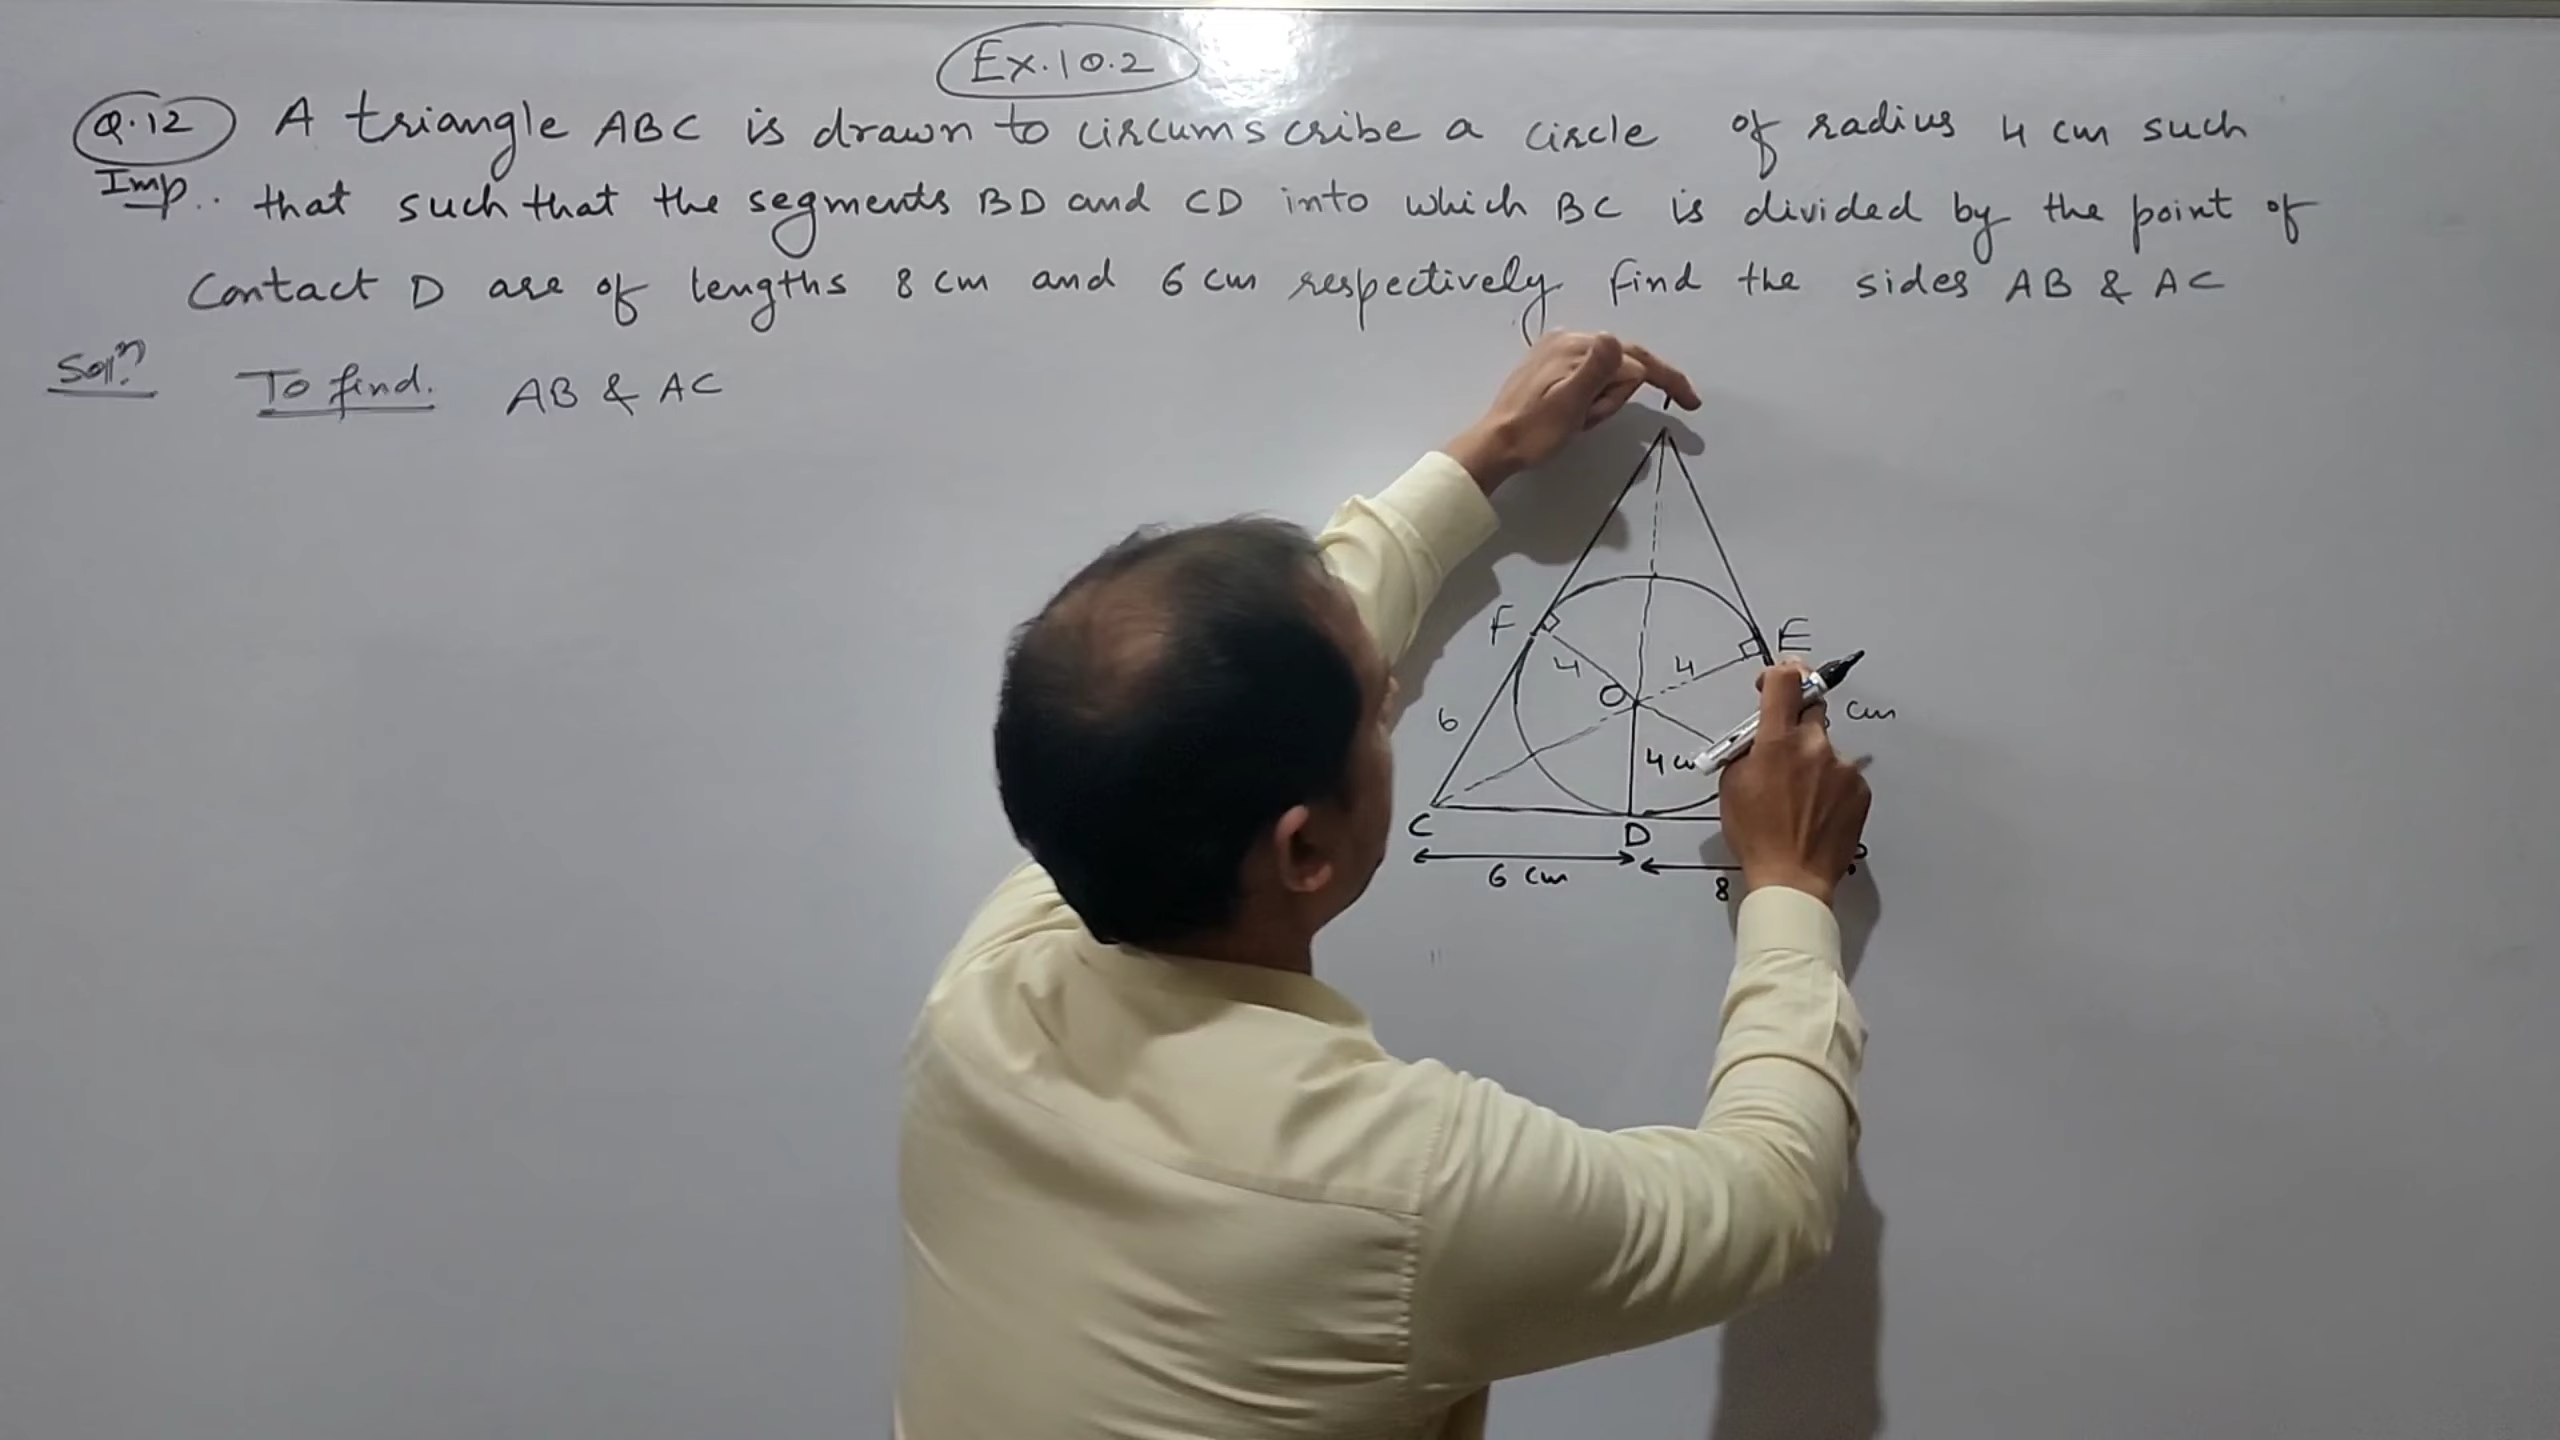 Ex.10.2
Q.12 A triangle ABC is drawn to circumscribe a circle of radius 4 cm such
Imp.. that such that the segments BD and CD into which BC is divided by the point of
Contact D are of lengths 8 cm and 6 cm respectively find the sides AB & AC
Solⁿ. To find. AB & AC
F
E
4
4
O
6
cm
4
C
D
6 cm
8